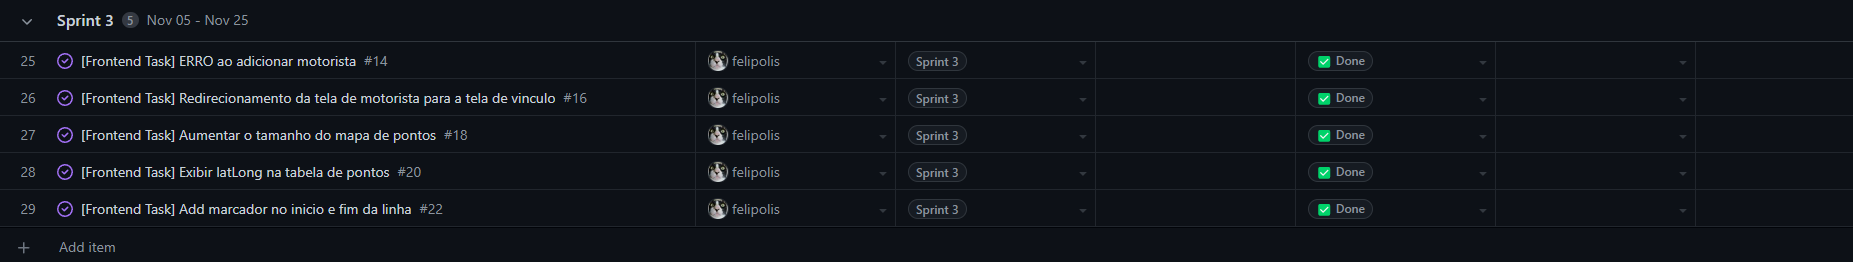 Sprint 3 5 Nov 05 - Nov 25
25 [Frontend Task] ERRO ao adicionar motorista #14 felipolis Sprint 3 Done
26 [Frontend Task] Redirecionamento da tela de motorista para a tela de vinculo #16 felipolis Sprint 3 Done
27 [Frontend Task] Aumentar o tamanho do mapa de pontos #18 felipolis Sprint 3 Done
28 [Frontend Task] Exibir latLong na tabela de pontos #20 felipolis Sprint 3 Done
29 [Frontend Task] Add marcador no inicio e fim da linha #22 felipolis Sprint 3 Done
+ Add item